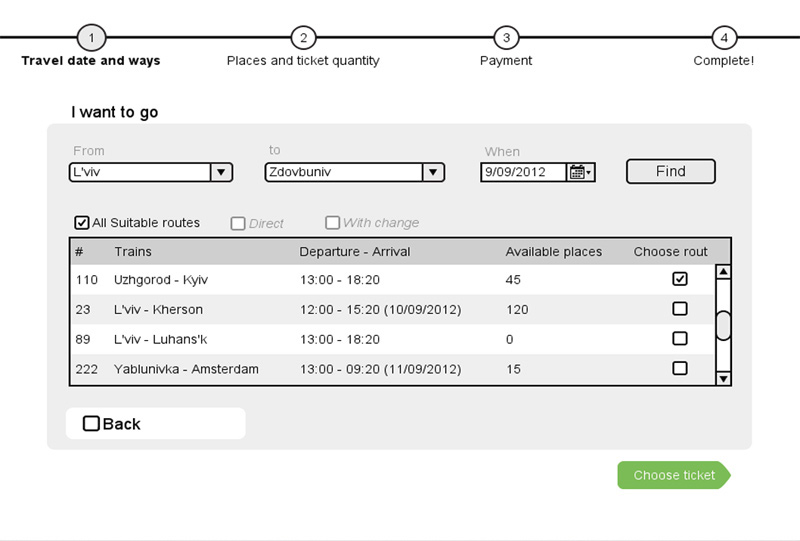 1 2 3 4
Travel date and ways Places and ticket quantity Payment Complete!
I want to go
From to When
L'viv Zdovbuniv 9/09/2012 Find
All Suitable routes Direct With change
# Trains Departure - Arrival Available places Choose rout
110 Uzhgorod - Kyiv 13:00 - 18:20 45
23 L'viv - Kherson 12:00 - 15:20 (10/09/2012) 120
89 L'viv - Luhans'k 13:00 - 18:20 0
222 Yablunivka - Amsterdam 13:00 - 09:20 (11/09/2012) 15
Back
Choose ticket